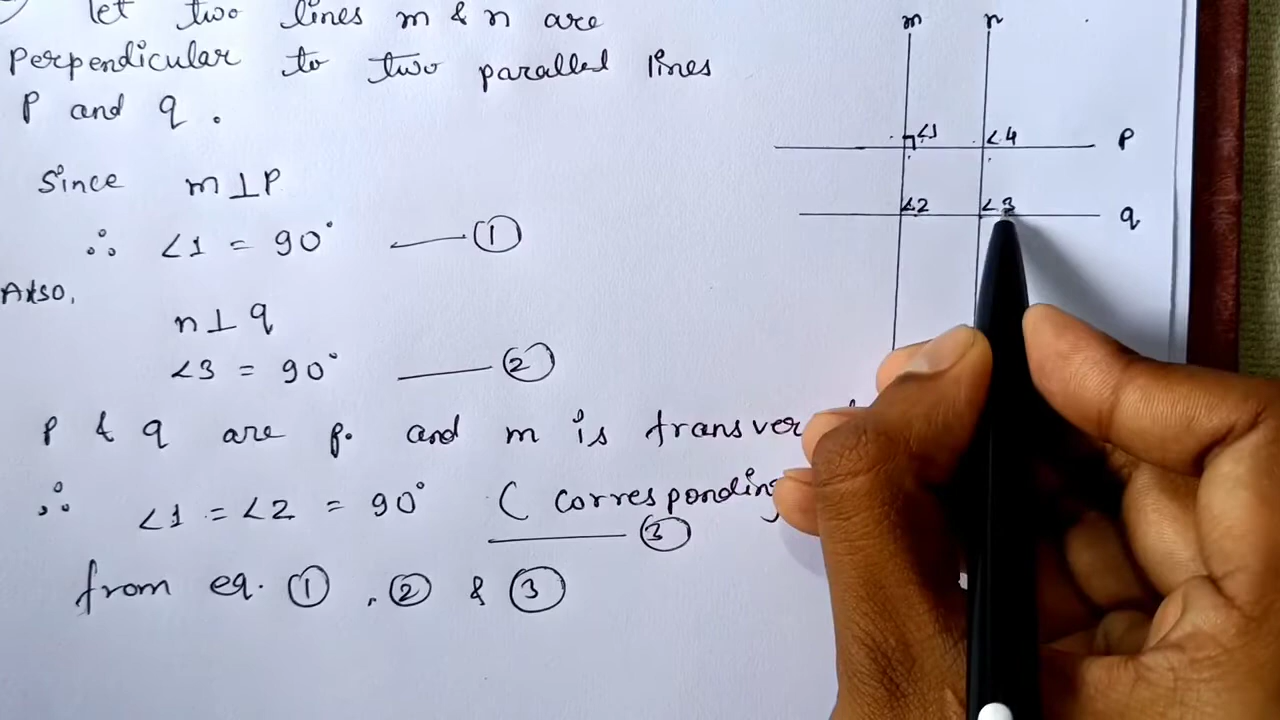 let two lines m & n are
perpendicular to two parallel lines
P and q .
Since m ⊥ P
∴ ∠1 = 90° —— ①
Also,
n ⊥ q
∠3 = 90° —— ②
P & q are p. and m is transver
∴ ∠1 = ∠2 = 90° ( corresponding
—— ③
from eq. ① , ② & ③
m n
∠1 ∠4 P
∠2 ∠3 q